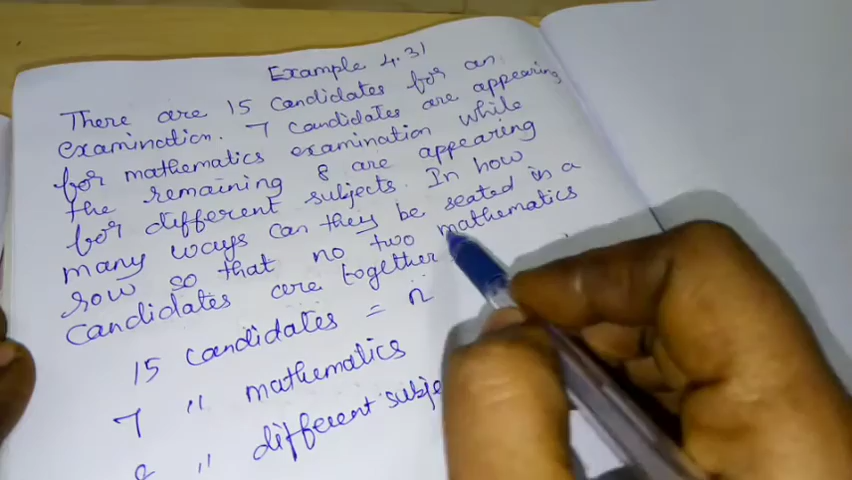 Example 4.31
There are 15 candidates for an
examination. 7 candidates are appearing
for mathematics examination while
the remaining 8 are appearing
for different subjects. In how
many ways can they be seated in a
row so that no two mathematics
candidates are together
15 candidates = n
7 " mathematics
8 " different subje